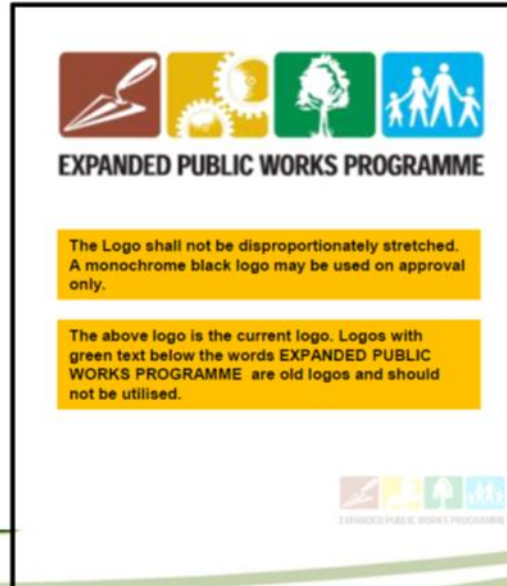 EXPANDED PUBLIC WORKS PROGRAMME
The Logo shall not be disproportionately stretched.
A monochrome black logo may be used on approval
only.
The above logo is the current logo. Logos with
green text below the words EXPANDED PUBLIC
WORKS PROGRAMME are old logos and should
not be utilised.
EXPANDED PUBLIC WORKS PROGRAMME